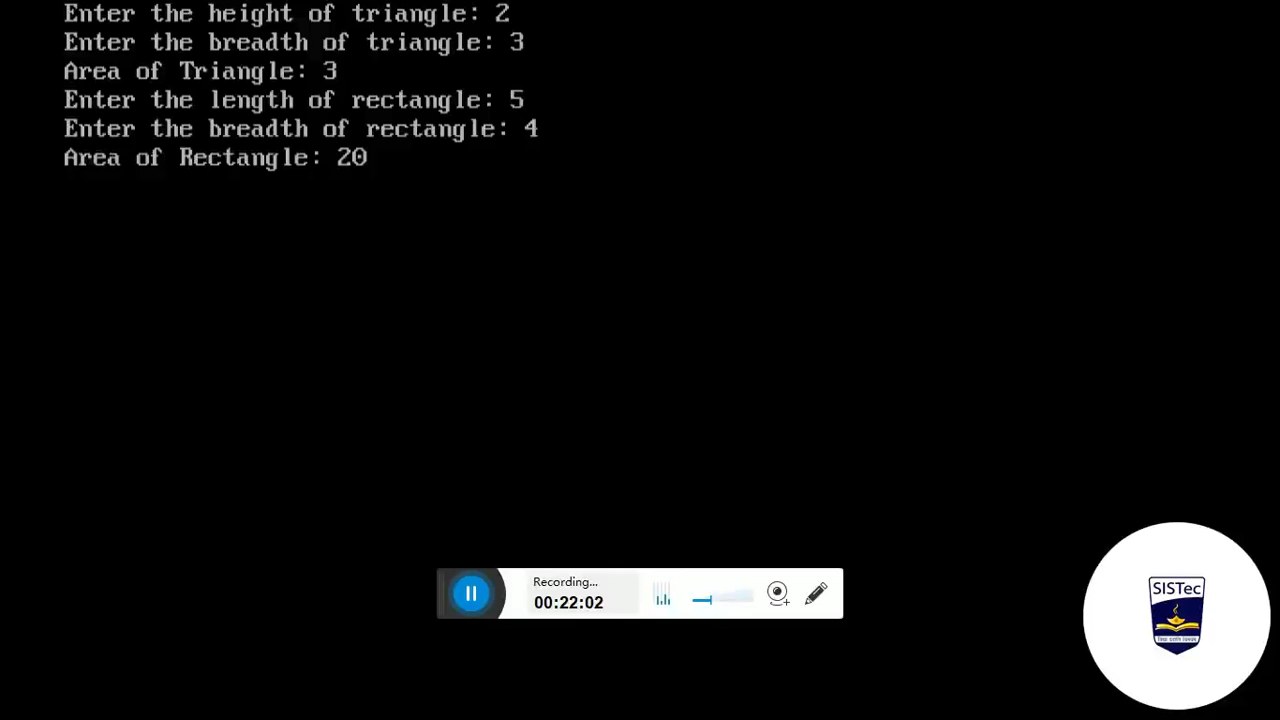 Enter the height of triangle: 2
Enter the breadth of triangle: 3
Area of Triangle: 3
Enter the length of rectangle: 5
Enter the breadth of rectangle: 4
Area of Rectangle: 20
Recording...
00:22:02
SISTec